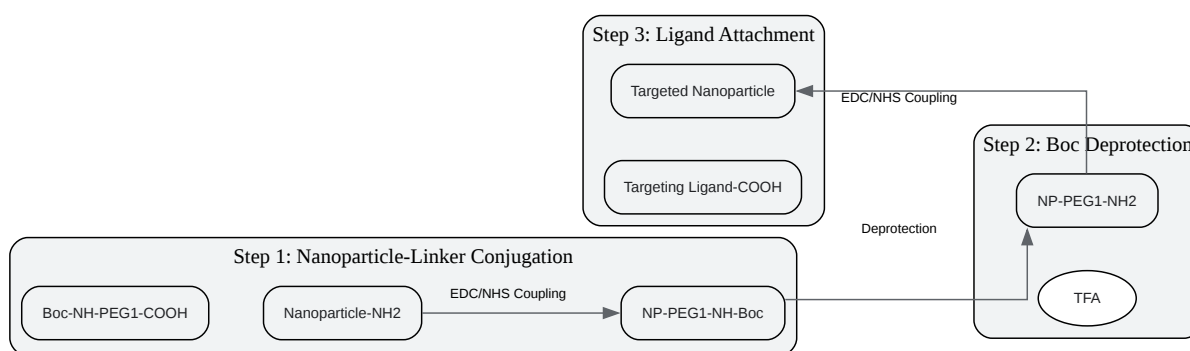 Step 3: Ligand Attachment
Targeted Nanoparticle
EDC/NHS Coupling
Targeting Ligand-COOH
Step 2: Boc Deprotection
NP-PEG1-NH2
TFA
Deprotection
Step 1: Nanoparticle-Linker Conjugation
Boc-NH-PEG1-COOH
Nanoparticle-NH2
EDC/NHS Coupling
NP-PEG1-NH-Boc